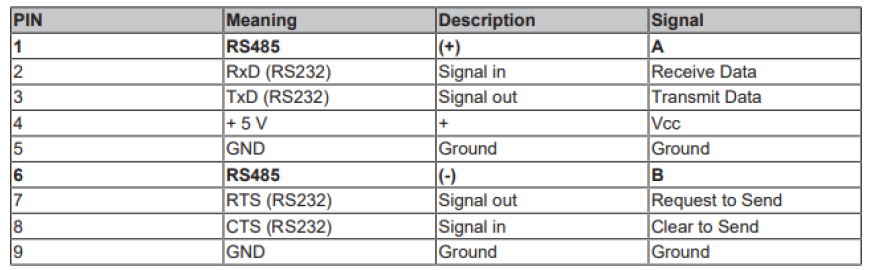 PIN Meaning Description Signal
1 RS485 (+) A
2 RxD (RS232) Signal in Receive Data
3 TxD (RS232) Signal out Transmit Data
4 + 5 V + Vcc
5 GND Ground Ground
6 RS485 (-) B
7 RTS (RS232) Signal out Request to Send
8 CTS (RS232) Signal in Clear to Send
9 GND Ground Ground